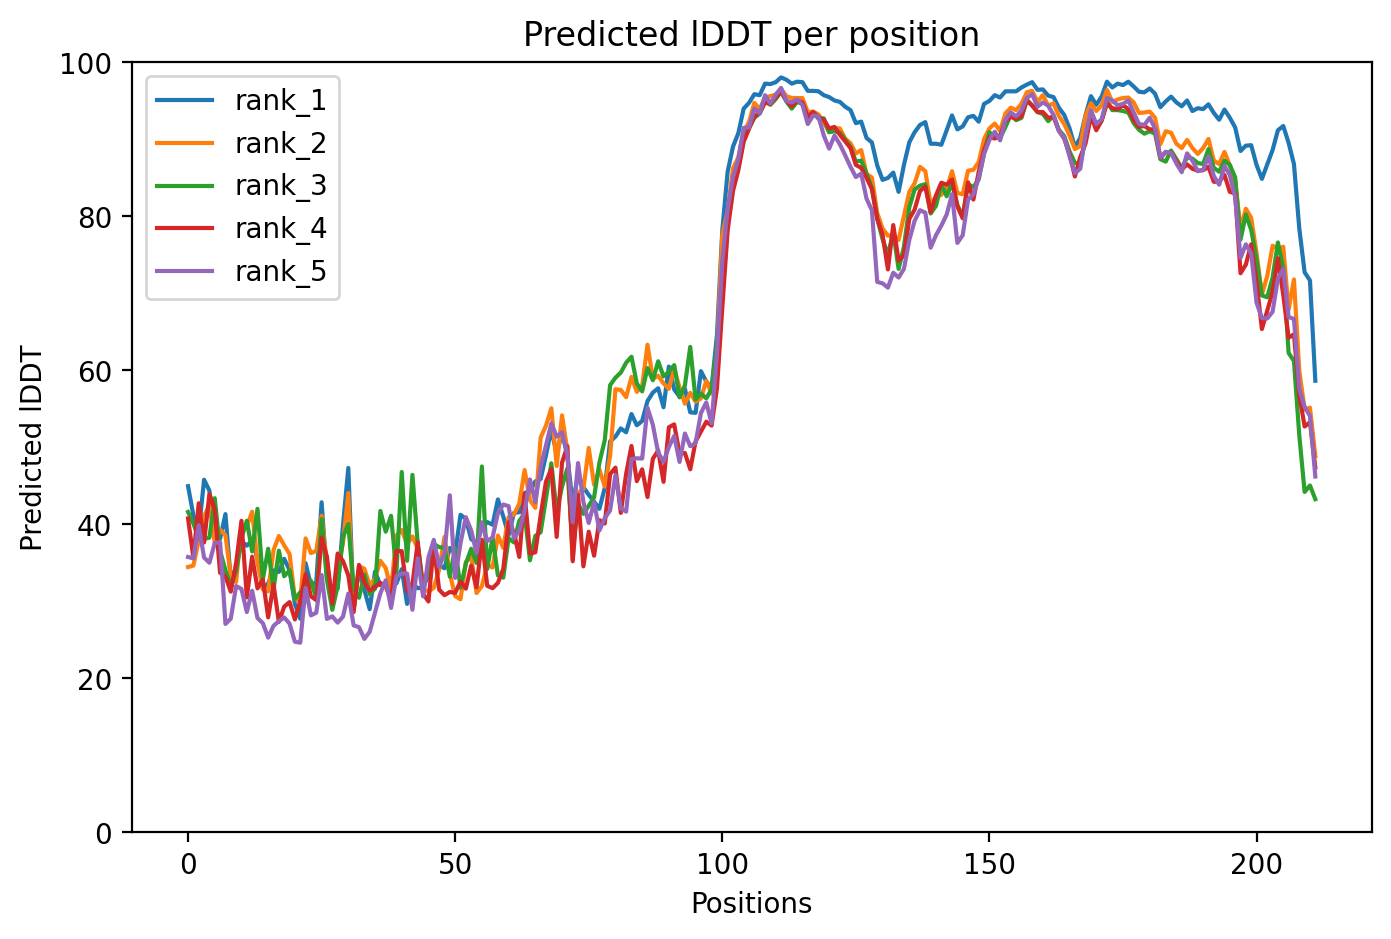 Predicted lDDT per position
100
80
60
40
20
0
Predicted lDDT
rank_1
rank_2
rank_3
rank_4
rank_5
0 50 100 150 200
Positions